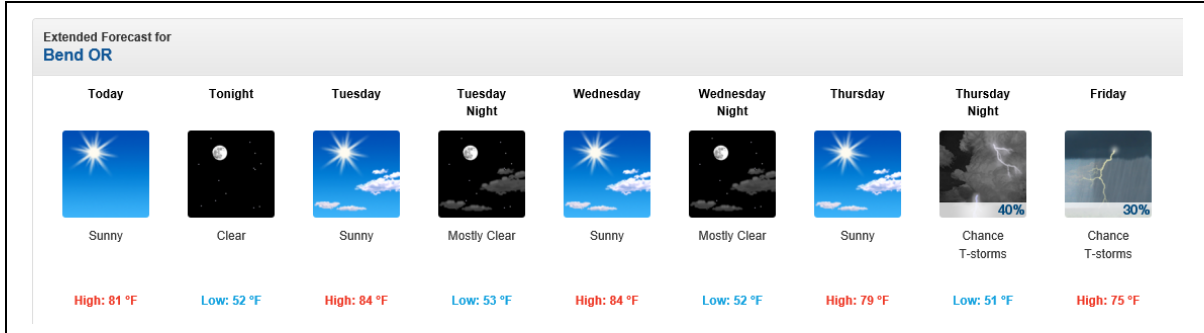 Extended Forecast for
Bend OR
Today
Tonight
Tuesday
Tuesday
Night
Wednesday
Wednesday
Night
Thursday
Thursday
Night
Friday
40%
30%
Sunny
Clear
Sunny
Mostly Clear
Sunny
Mostly Clear
Sunny
Chance
T-storms
Chance
T-storms
High: 81 °F
Low: 52 °F
High: 84 °F
Low: 53 °F
High: 84 °F
Low: 52 °F
High: 79 °F
Low: 51 °F
High: 75 °F